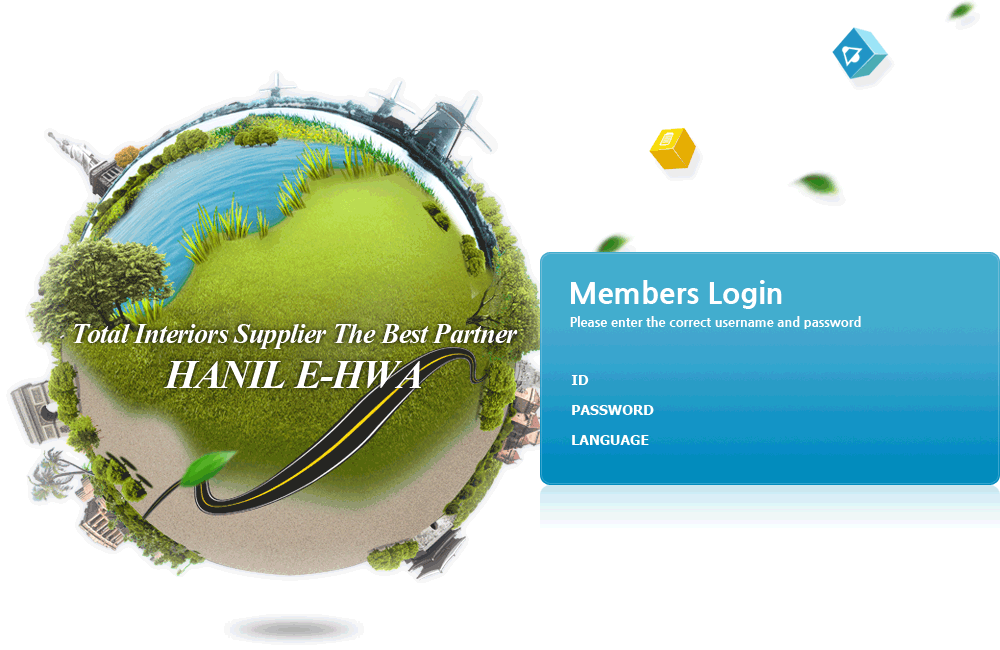 Total Interiors Supplier The Best Partner
HANIL E-HWA
Members Login
Please enter the correct username and password
ID
PASSWORD
LANGUAGE